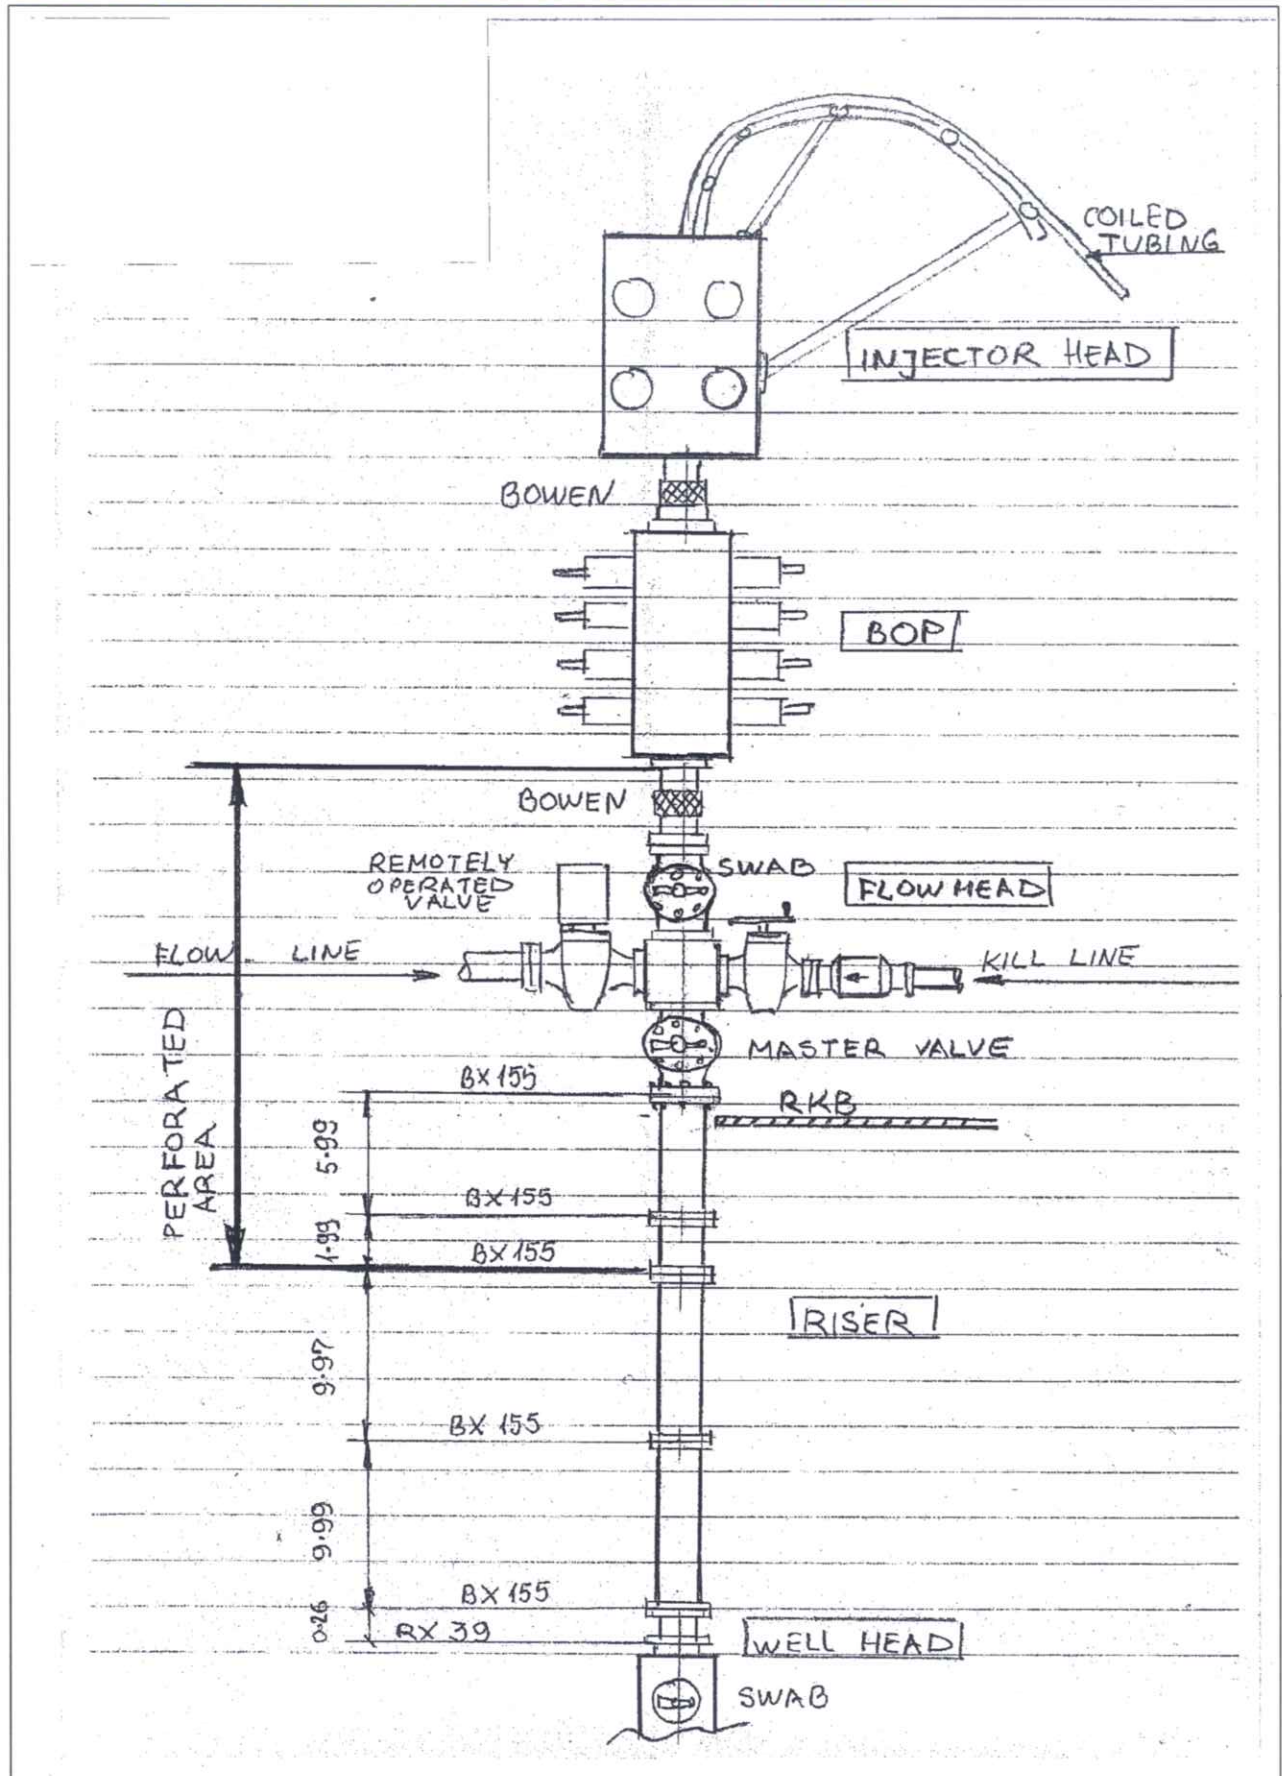 COILED
TUBING
INJECTOR HEAD
BOWEN
BOP
BOWEN
REMOTELY
OPERATED
VALVE
SWAB
FLOWHEAD
FLOW LINE
KILL LINE
MASTER VALVE
BX 155
RKB
PERFORATED
AREA
5.99
BX 155
1.99
BX 155
RISER
9.97
BX 155
9.99
BX 155
0.26
RX 39
WELL HEAD
SWAB